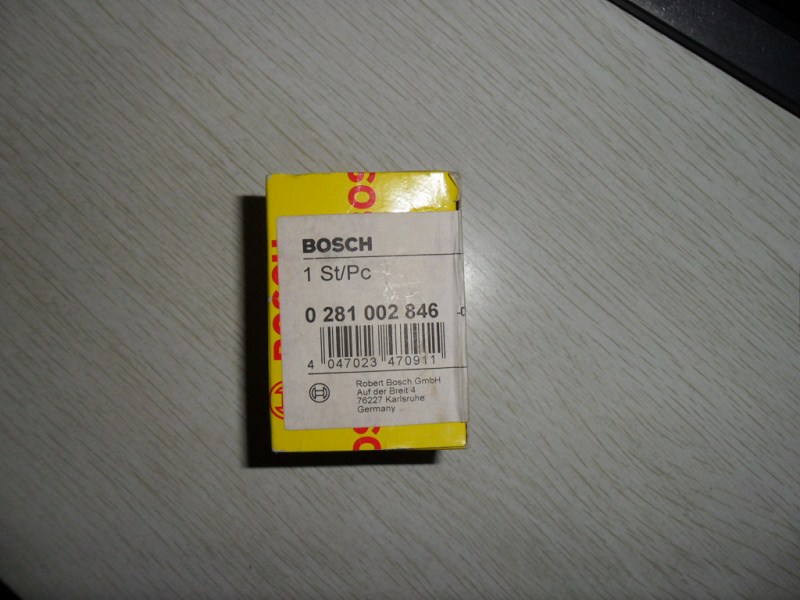 BOSCH
BOSCH
1 St/Pc
0 281 002 846
4 047023 470911
Robert Bosch GmbH
Auf der Breit 4
76227 Karlsruhe
Germany